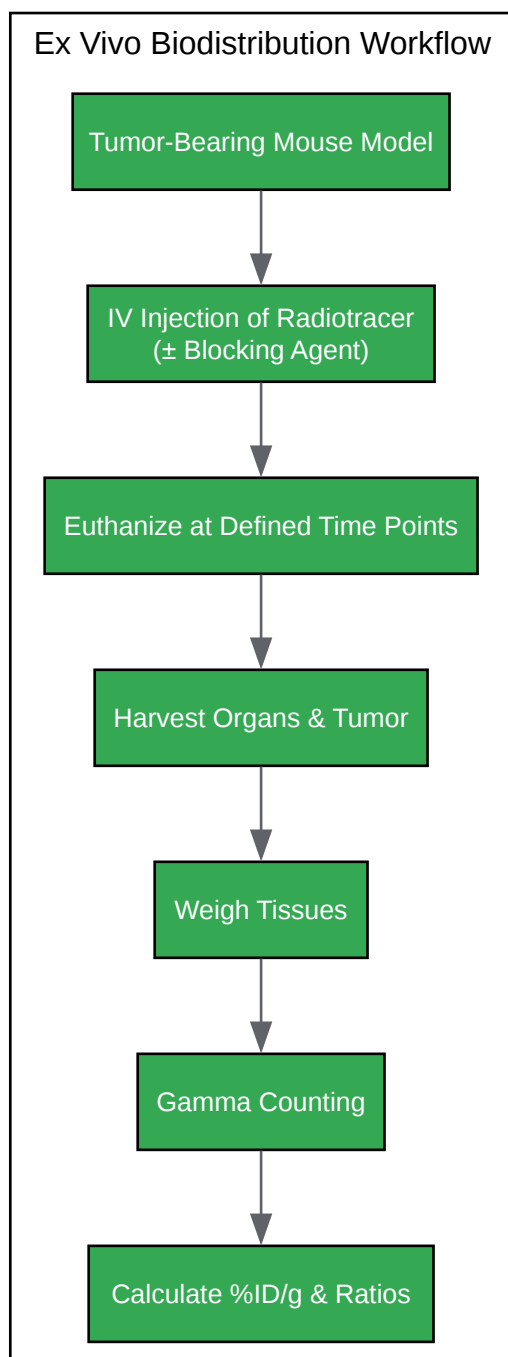 Ex Vivo Biodistribution Workflow
Tumor-Bearing Mouse Model
IV Injection of Radiotracer
(± Blocking Agent)
Euthanize at Defined Time Points
Harvest Organs & Tumor
Weigh Tissues
Gamma Counting
Calculate %ID/g & Ratios